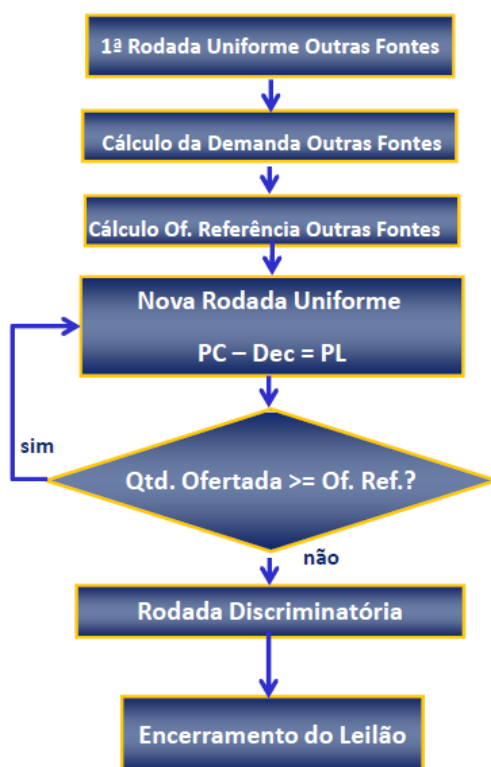 1ª Rodada Uniforme Outras Fontes
Cálculo da Demanda Outras Fontes
Cálculo Of. Referência Outras Fontes
Nova Rodada Uniforme
PC – Dec = PL
sim
Qtd. Ofertada >= Of. Ref.?
não
Rodada Discriminatória
Encerramento do Leilão